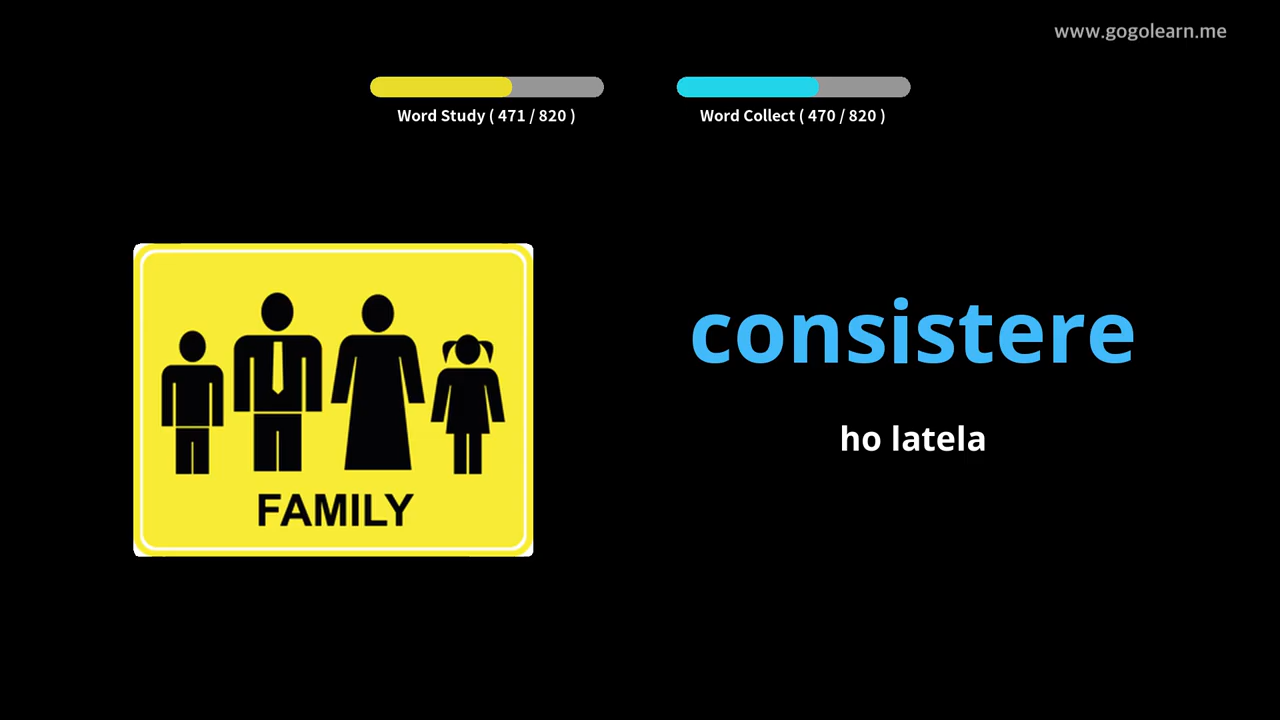 www.gogolearn.me
Word Study ( 471 / 820 )
Word Collect ( 470 / 820 )
FAMILY
consistere
ho latela